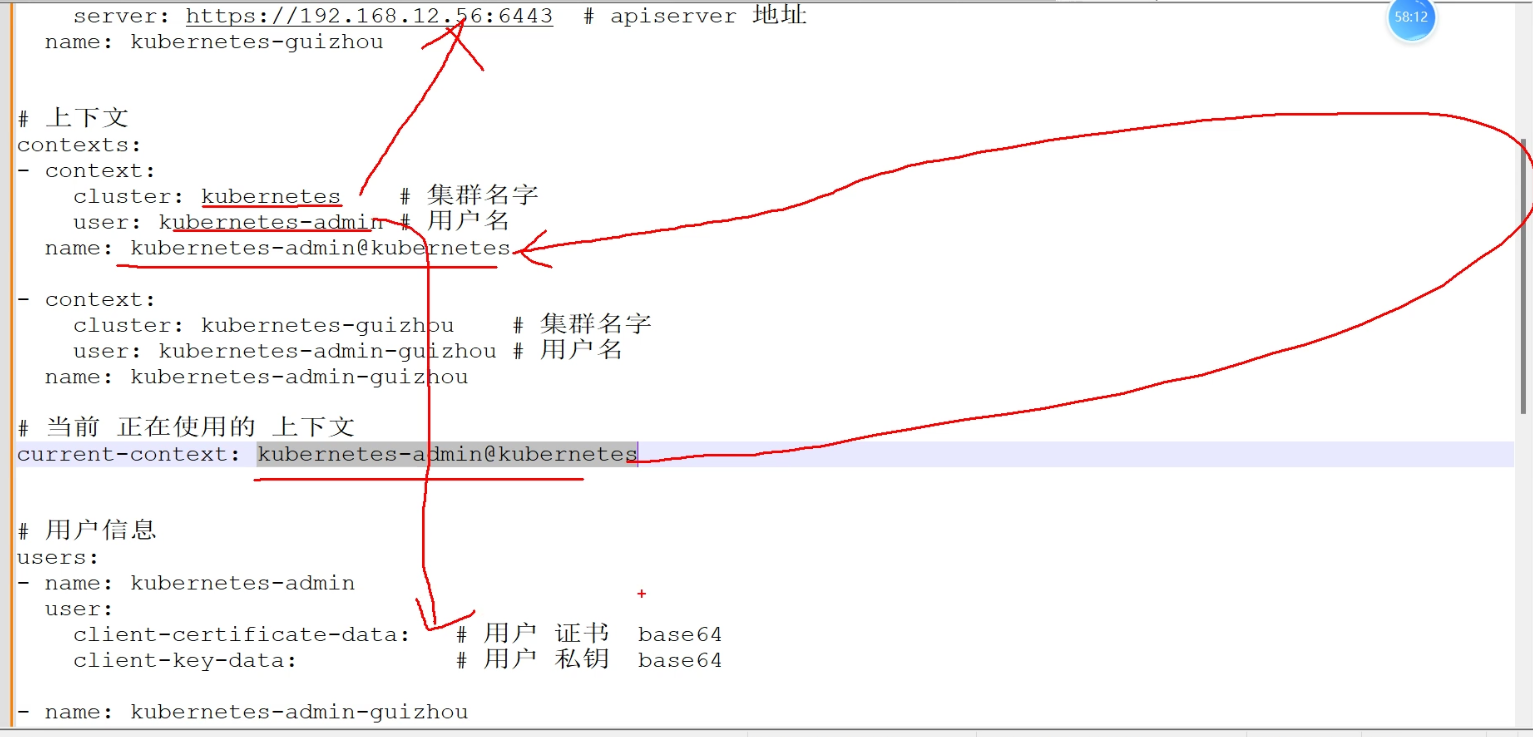 server: https://192.168.12.56:6443 # apiserver 地址
58:12
name: kubernetes-guizhou
# 上下文
contexts:
- context:
cluster: kubernetes # 集群名字
user: kubernetes-admin # 用户名
name: kubernetes-admin@kubernetes
- context:
cluster: kubernetes-guizhou # 集群名字
user: kubernetes-admin-guizhou # 用户名
name: kubernetes-admin-guizhou
# 当前 正在使用的 上下文
current-context: kubernetes-admin@kubernetes
# 用户信息
users:
- name: kubernetes-admin
user:
client-certificate-data: # 用户 证书 base64
client-key-data: # 用户 私钥 base64
- name: kubernetes-admin-guizhou